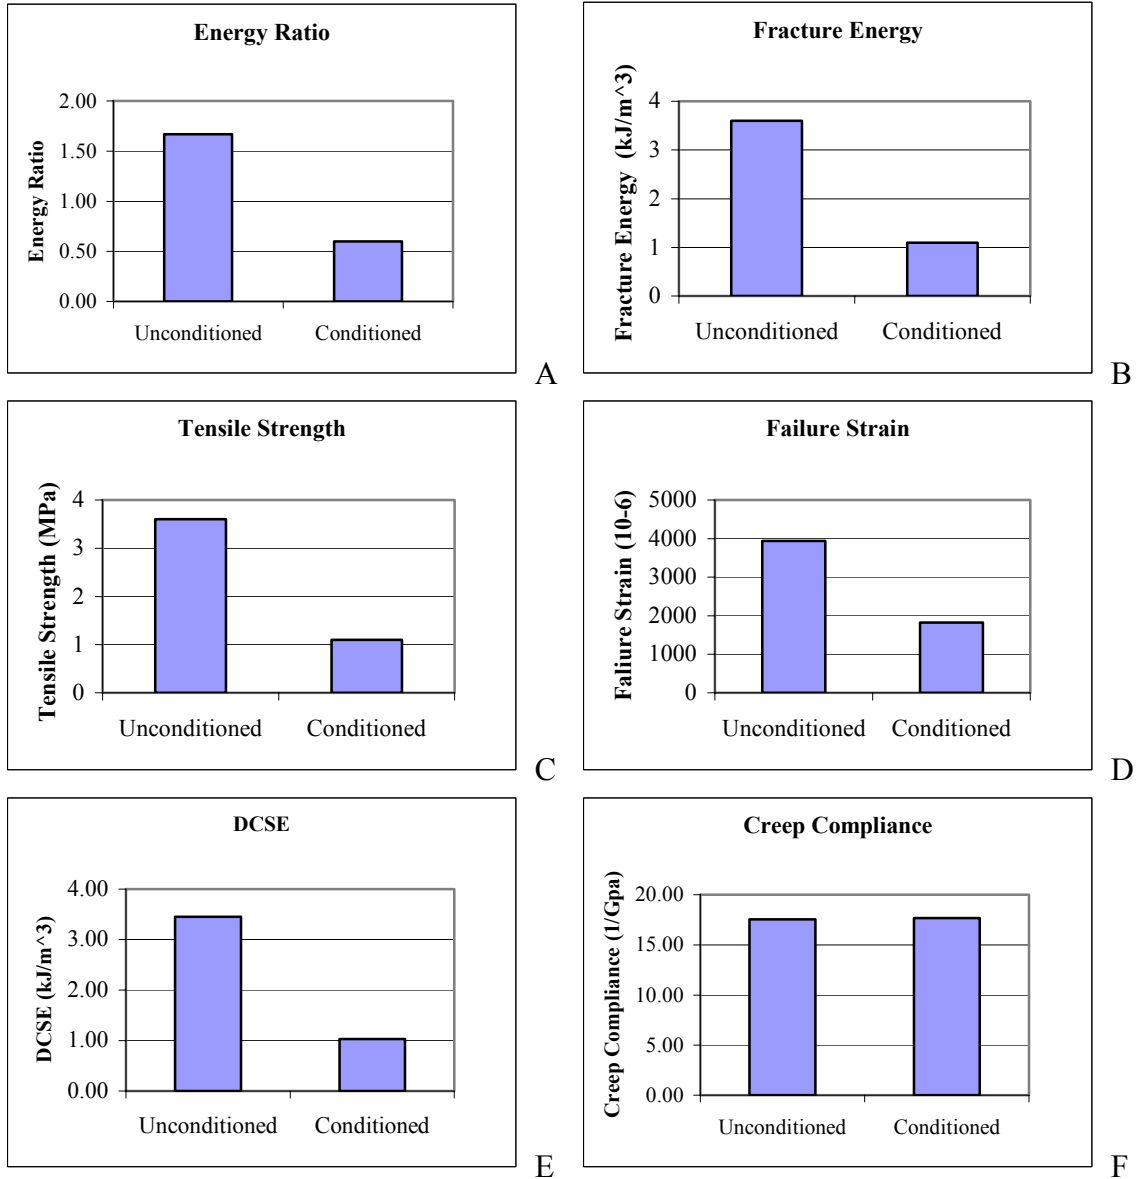 Energy Ratio
Energy Ratio
2.00
1.50
1.00
0.50
0.00
Unconditioned Conditioned
A
Fracture Energy
Fracture Energy (kJ/m^3)
4
3
2
1
0
Unconditioned Conditioned
B
Tensile Strength
Tensile Strength (MPa)
4
3
2
1
0
Unconditioned Conditioned
C
Failure Strain
Faliure Strain (10-6)
5000
4000
3000
2000
1000
0
Unconditioned Conditioned
D
DCSE
DCSE (kJ/m^3)
4.00
3.00
2.00
1.00
0.00
Unconditioned Conditioned
E
Creep Compliance
Creep Compliance (1/Gpa)
20.00
15.00
10.00
5.00
0.00
Unconditioned Conditioned
F